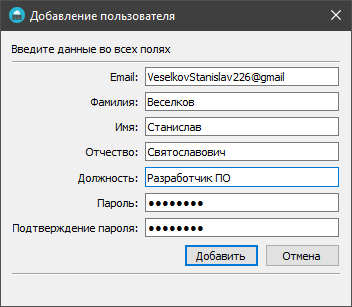 Добавление пользователя
Введите данные во всех полях
Email: VeselkovStanislav226@gmail
Фамилия: Веселков
Имя: Станислав
Отчество: Святославович
Должность: Разработчик ПО
Пароль: ●●●●●●●●
Подтверждение пароля: ●●●●●●●●
Добавить Отмена